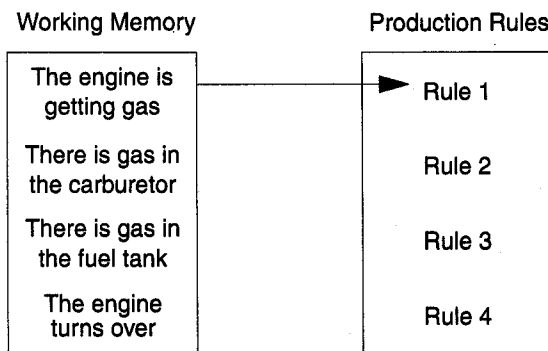 Working Memory
Production Rules
The engine is
getting gas
Rule 1
There is gas in
the carburetor
Rule 2
There is gas in
the fuel tank
Rule 3
The engine
turns over
Rule 4